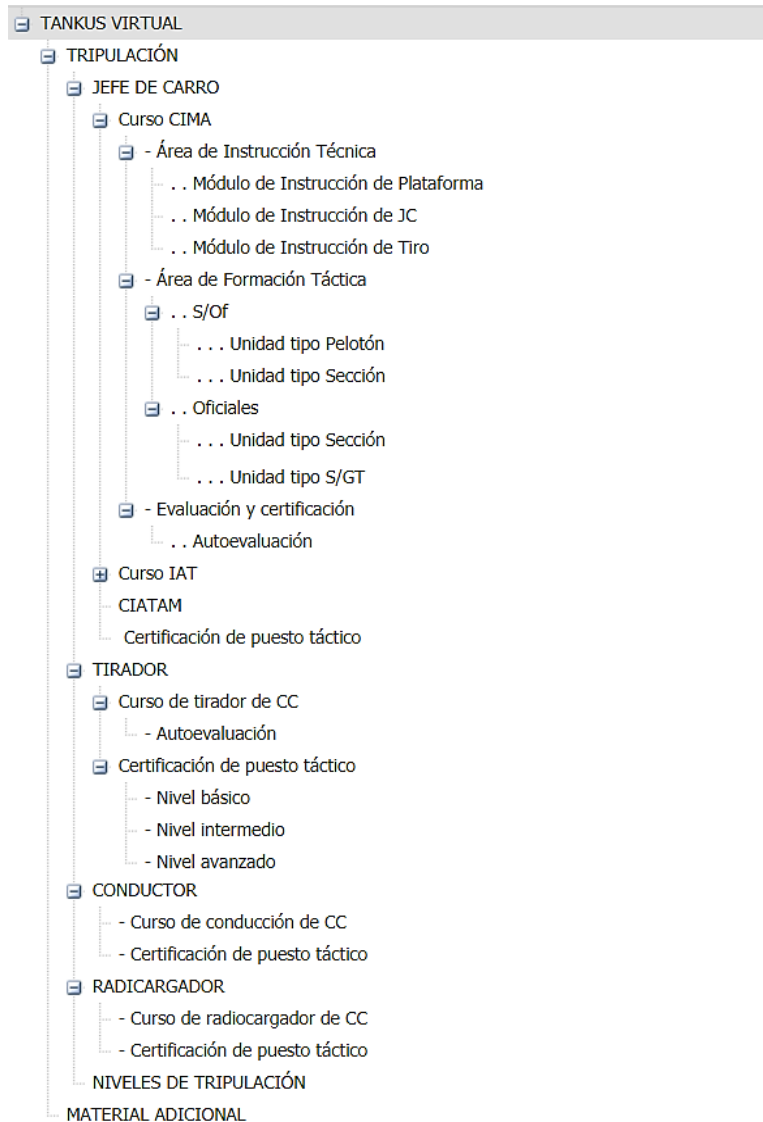 TANKUS VIRTUAL
TRIPULACIÓN
JEFE DE CARRO
Curso CIMA
- Área de Instrucción Técnica
. . Módulo de Instrucción de Plataforma
. . Módulo de Instrucción de JC
. . Módulo de Instrucción de Tiro
- Área de Formación Táctica
. . S/Of
. . . Unidad tipo Pelotón
. . . Unidad tipo Sección
. . Oficiales
. . . Unidad tipo Sección
. . . Unidad tipo S/GT
- Evaluación y certificación
. . Autoevaluación
Curso IAT
CIATAM
Certificación de puesto táctico
TIRADOR
Curso de tirador de CC
- Autoevaluación
Certificación de puesto táctico
- Nivel básico
- Nivel intermedio
- Nivel avanzado
CONDUCTOR
- Curso de conducción de CC
- Certificación de puesto táctico
RADICARGADOR
- Curso de radiocargador de CC
- Certificación de puesto táctico
NIVELES DE TRIPULACIÓN
MATERIAL ADICIONAL